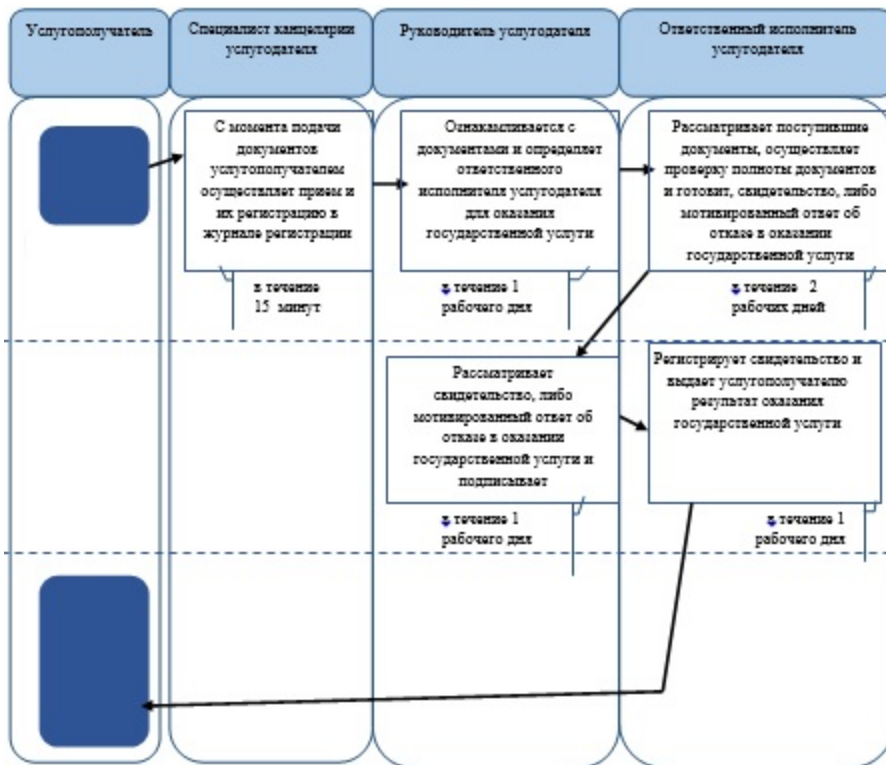 Услугополучатель
Специалист канцелярии
услугодателя
Руководитель услугодателя
Ответственный исполнитель
услугодателя
С момента подачи
документов
услугополучателем
осуществляет прием и
их регистрацию в
журнале регистрации
в течение
15 минут
Ознакамливается с
документами и определяет
ответственного
исполнителя услугодателя
для оказания
государственной услуги
в течение 1
рабочего дня
Рассматривает поступившие
документы, осуществляет
проверку полноты документов
и готовит, свидетельство, либо
мотивированный ответ об
отказе в оказании
государственной услуги
в течение 2
рабочих дней
Рассматривает
свидетельство, либо
мотивированный ответ об
отказе в оказании
государственной услуги и
подписывает
в течение 1
рабочего дня
Регистрирует свидетельство и
выдает услугополучателю
результат оказания
государственной услуги
в течение 1
рабочего дня